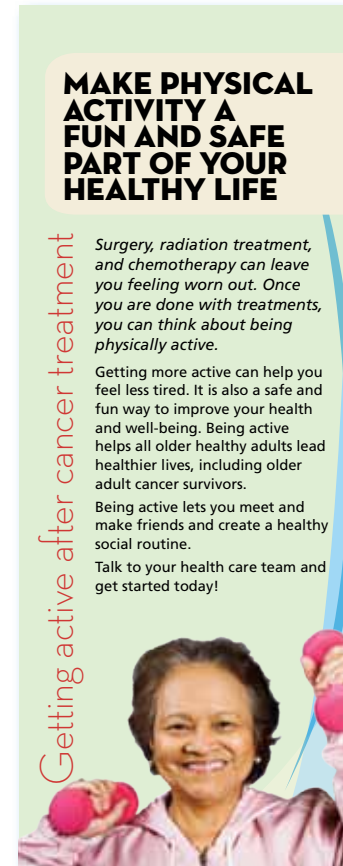 MAKE PHYSICAL
ACTIVITY A
FUN AND SAFE
PART OF YOUR
HEALTHY LIFE
Getting active after cancer treatment
Surgery, radiation treatment,
and chemotherapy can leave
you feeling worn out. Once
you are done with treatments,
you can think about being
physically active.
Getting more active can help you
feel less tired. It is also a safe and
fun way to improve your health
and well-being. Being active
helps all older healthy adults lead
healthier lives, including older
adult cancer survivors.
Being active lets you meet and
make friends and create a healthy
social routine.
Talk to your health care team and
get started today!